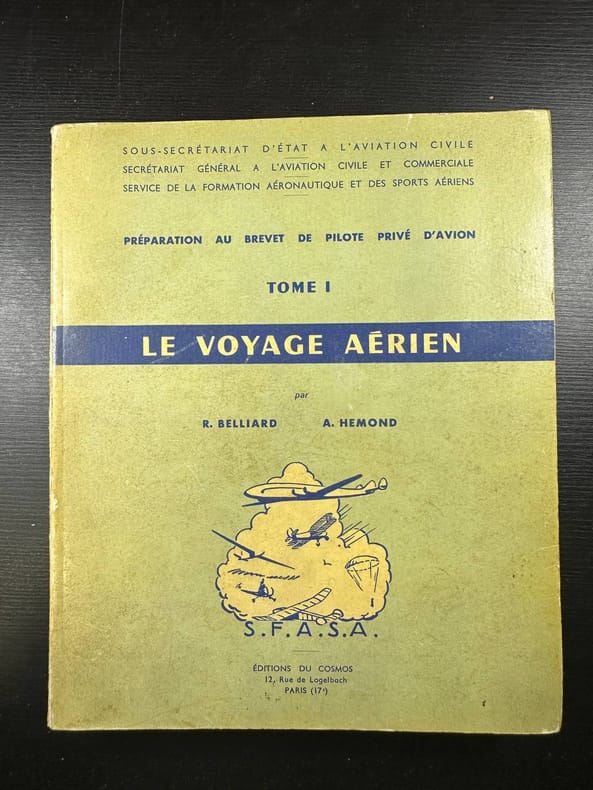 SOUS-SECRÉTARIAT D'ÉTAT A L'AVIATION CIVILE
SECRÉTARIAT GÉNÉRAL A L'AVIATION CIVILE ET COMMERCIALE
SERVICE DE LA FORMATION AÉRONAUTIQUE ET DES SPORTS AÉRIENS
PRÉPARATION AU BREVET DE PILOTE PRIVÉ D'AVION
TOME I
LE VOYAGE AÉRIEN
par
R. BELLIARD A. HEMOND
S.F.A.S.A.
ÉDITIONS DU COSMOS
12, Rue de Logelbach
PARIS (17ᵉ)